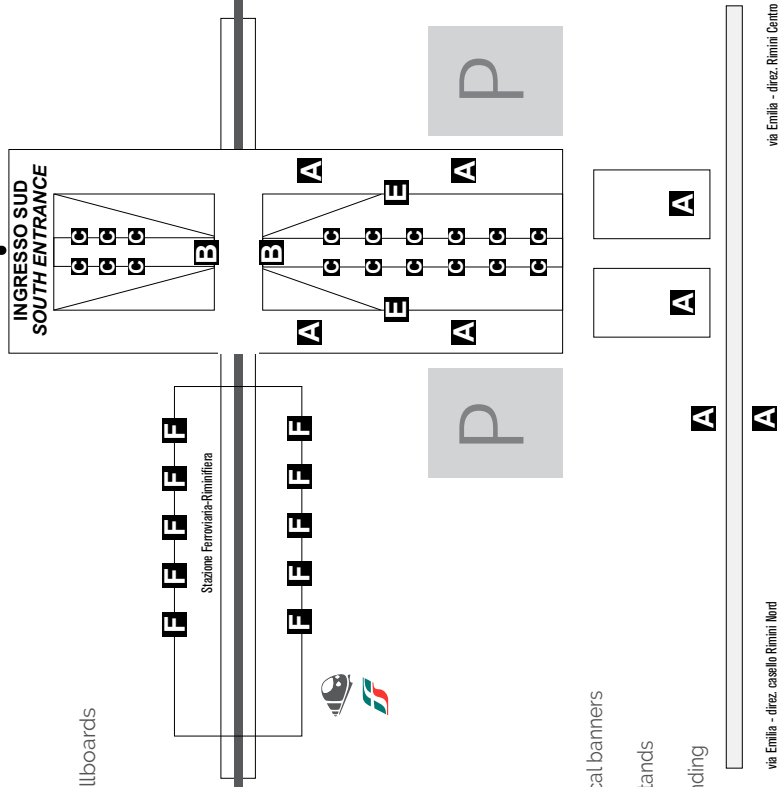 INGRESSO SUD
SOUTH ENTRANCE
C C C
C C C
B
B
A A
E
C C C C C C
C C C C C C
E
A A
F F F F F
Stazione Ferroviaria-Riminifiera
F F F F F
P
P
A
A
A
A
llboards
cal banners
tands
nding
via Emilia - direz. casello Rimini Nord
via Emilia - direz. Rimini Centro